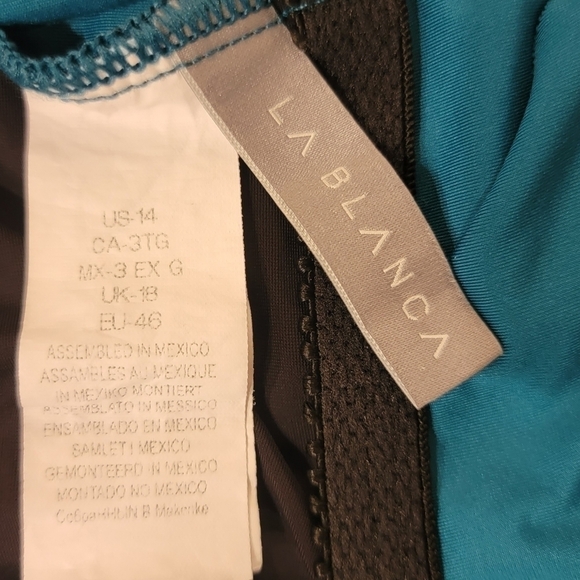 LA BLANCA
US-14
CA-3TG
MX-3 EX G
UK-18
EU-46
ASSEMBLED IN MEXICO
ASSAMBLES AU MEXIQUE
IN MEXIKO MONTIERT
ASSEMBLATO IN MESSICO
ENSAMBLADO EN MEXICO
SAMLET I MEXICO
GEMONTEERD IN MEXICO
MONTADO NO MEXICO